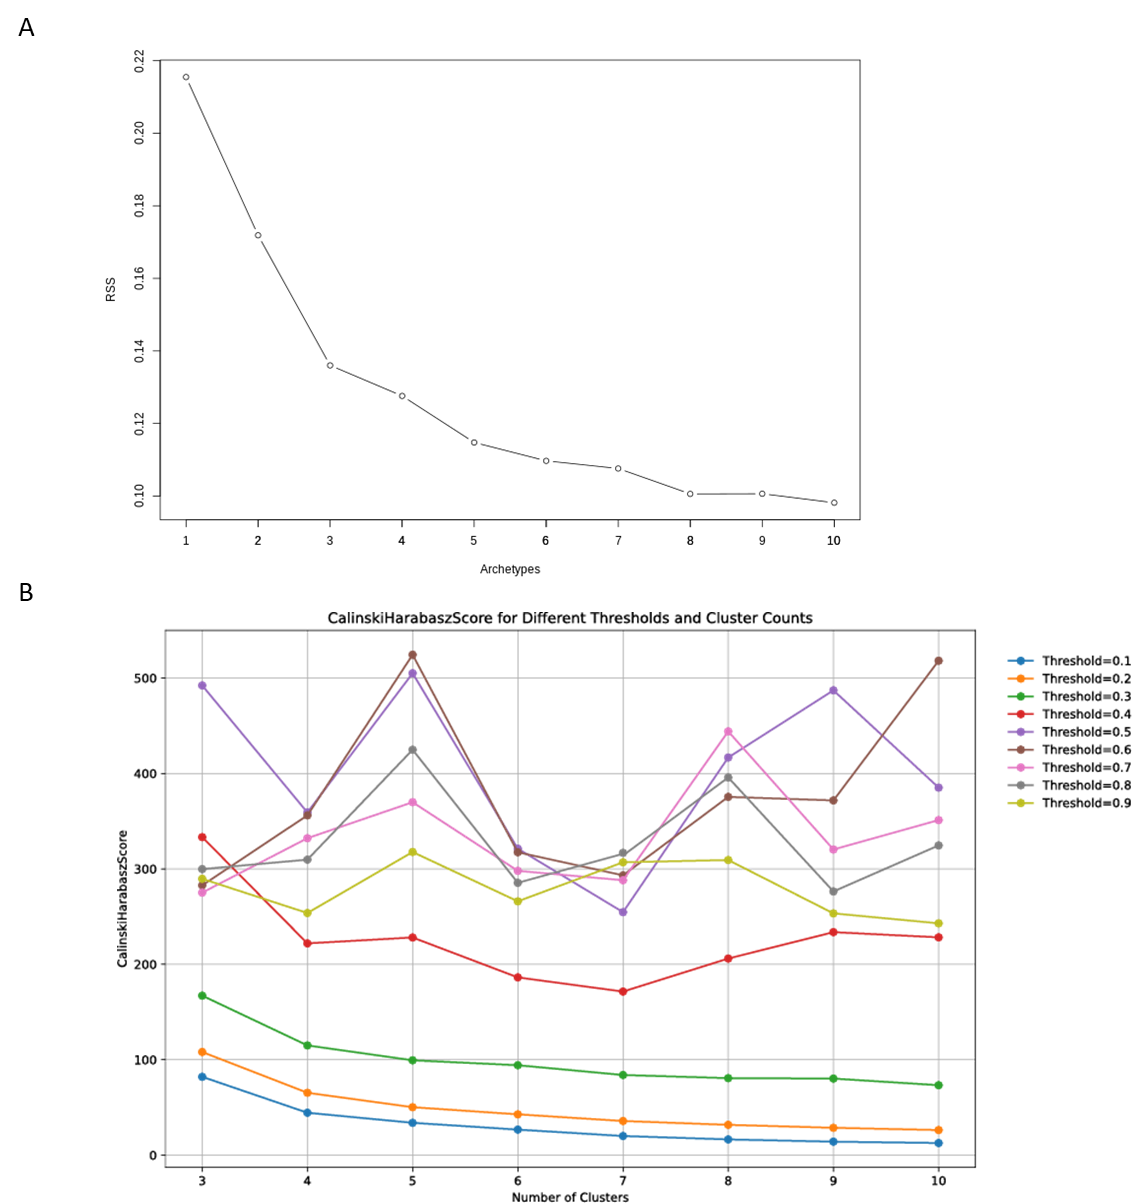 A
0.22
0.20
0.18
0.16
0.14
0.12
0.10
RSS
1 2 3 4 5 6 7 8 9 10
Archetypes
B
CalinskiHarabaszScore for Different Thresholds and Cluster Counts
500
400
300
200
100
0
CalinskiHarabaszScore
3 4 5 6 7 8 9 10
Number of Clusters
Threshold=0.1
Threshold=0.2
Threshold=0.3
Threshold=0.4
Threshold=0.5
Threshold=0.6
Threshold=0.7
Threshold=0.8
Threshold=0.9